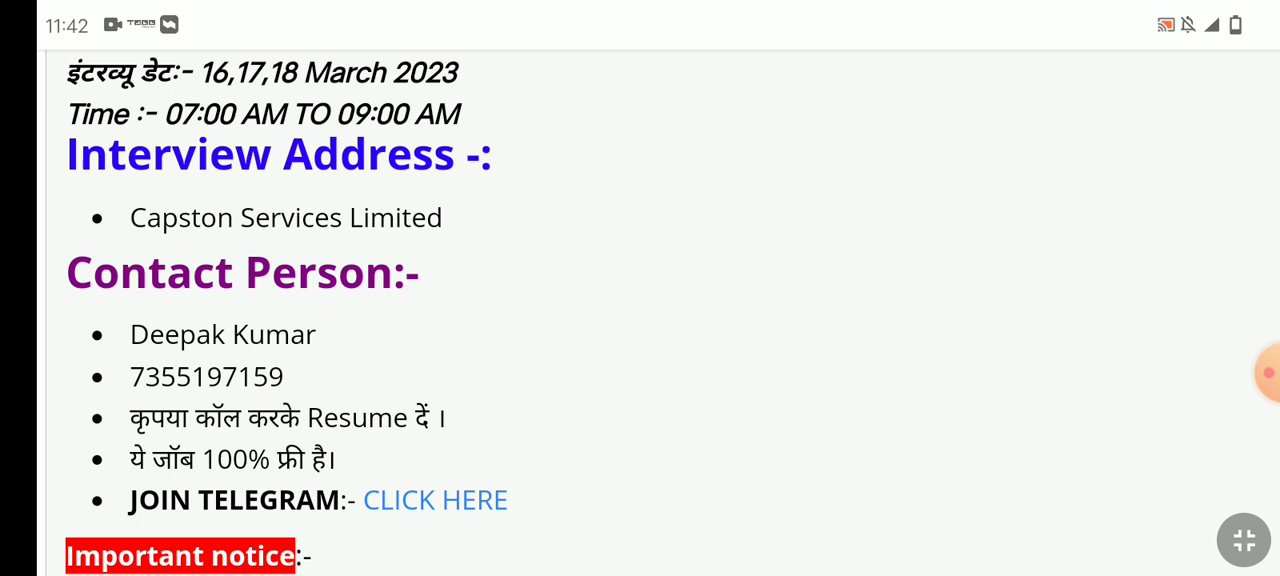 11:42
इंटरव्यू डेटः- 16,17,18 March 2023
Time :- 07:00 AM TO 09:00 AM
Interview Address -:
Capston Services Limited
Contact Person:-
Deepak Kumar
7355197159
कृपया कॉल करके Resume दें ।
ये जॉब 100% फ्री है।
JOIN TELEGRAM:- CLICK HERE
Important notice:-